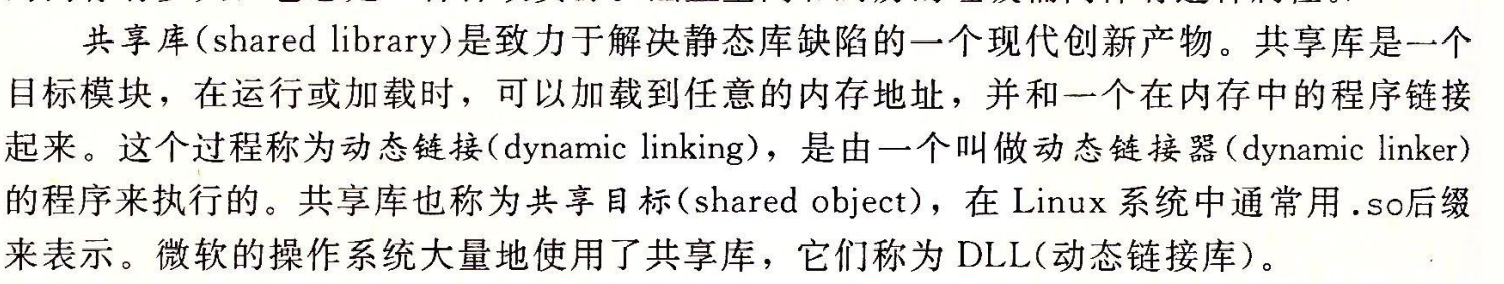 共享库(shared library)是致力于解决静态库缺陷的一个现代创新产物。共享库是一个
目标模块，在运行或加载时，可以加载到任意的内存地址，并和一个在内存中的程序链接
起来。这个过程称为动态链接(dynamic linking)，是由一个叫做动态链接器(dynamic linker)
的程序来执行的。共享库也称为共享目标(shared object)，在 Linux 系统中通常用.so后缀
来表示。微软的操作系统大量地使用了共享库，它们称为 DLL(动态链接库)。